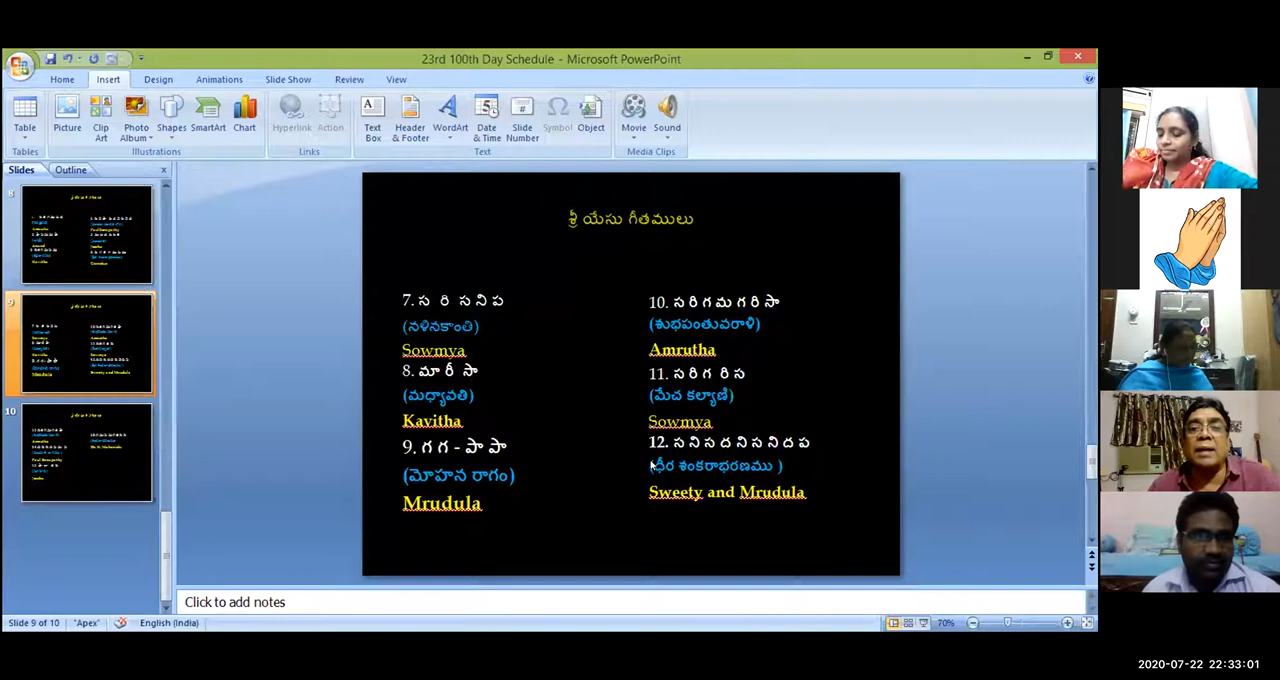 23rd 100th Day Schedule - Microsoft PowerPoint
Home Insert Design Animations Slide Show Review View
Table Picture Clip Art Photo Album Shapes SmartArt Chart Hyperlink Action Text Box Header & Footer WordArt Date & Time Slide Number Symbol Object Movie Sound
Tables Illustrations Links Text Media Clips
Slides Outline
8
9
10
శ్రీ యేసు గీతములు
7. స రి స ని ప
(నళినకాంతి)
Sowmya
8. మా రీ సా
(మధ్యావతి)
Kavitha
9. గ గ - పా పా
(మోహన రాగం)
Mrudula
10. స రి గ మ గ రి సా
(శుభపంతువరాళి)
Amrutha
11. స రి గ రి స
(మేచ కల్యాణి)
Sowmya
12. స ని స ద ని స ని ద ప
(ధీర శంకరాభరణము )
Sweety and Mrudula
Click to add notes
Slide 9 of 10 "Apex" English (India) 70%
2020-07-22 22:33:01